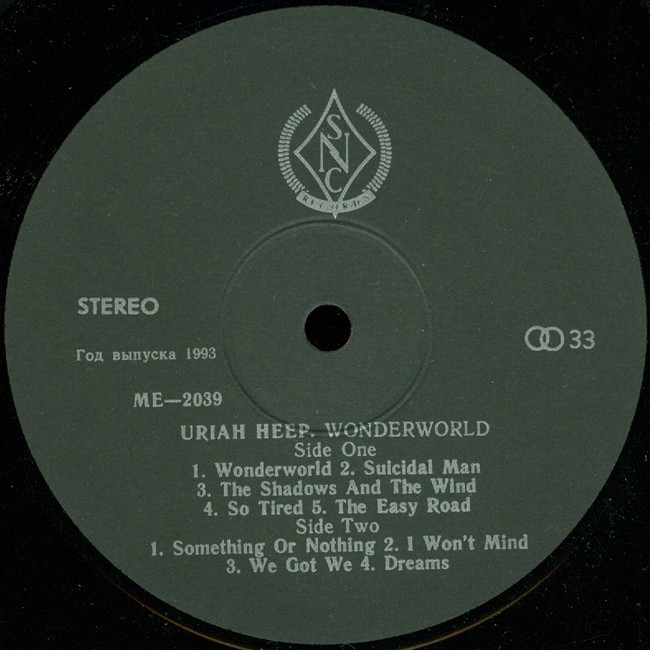 SNC
RECORDS
STEREO
33
Год выпуска 1993
ME—2039
URIAH HEEP. WONDERWORLD
Side One
1. Wonderworld 2. Suicidal Man
3. The Shadows And The Wind
4. So Tired 5. The Easy Road
Side Two
1. Something Or Nothing 2. I Won't Mind
3. We Got We 4. Dreams